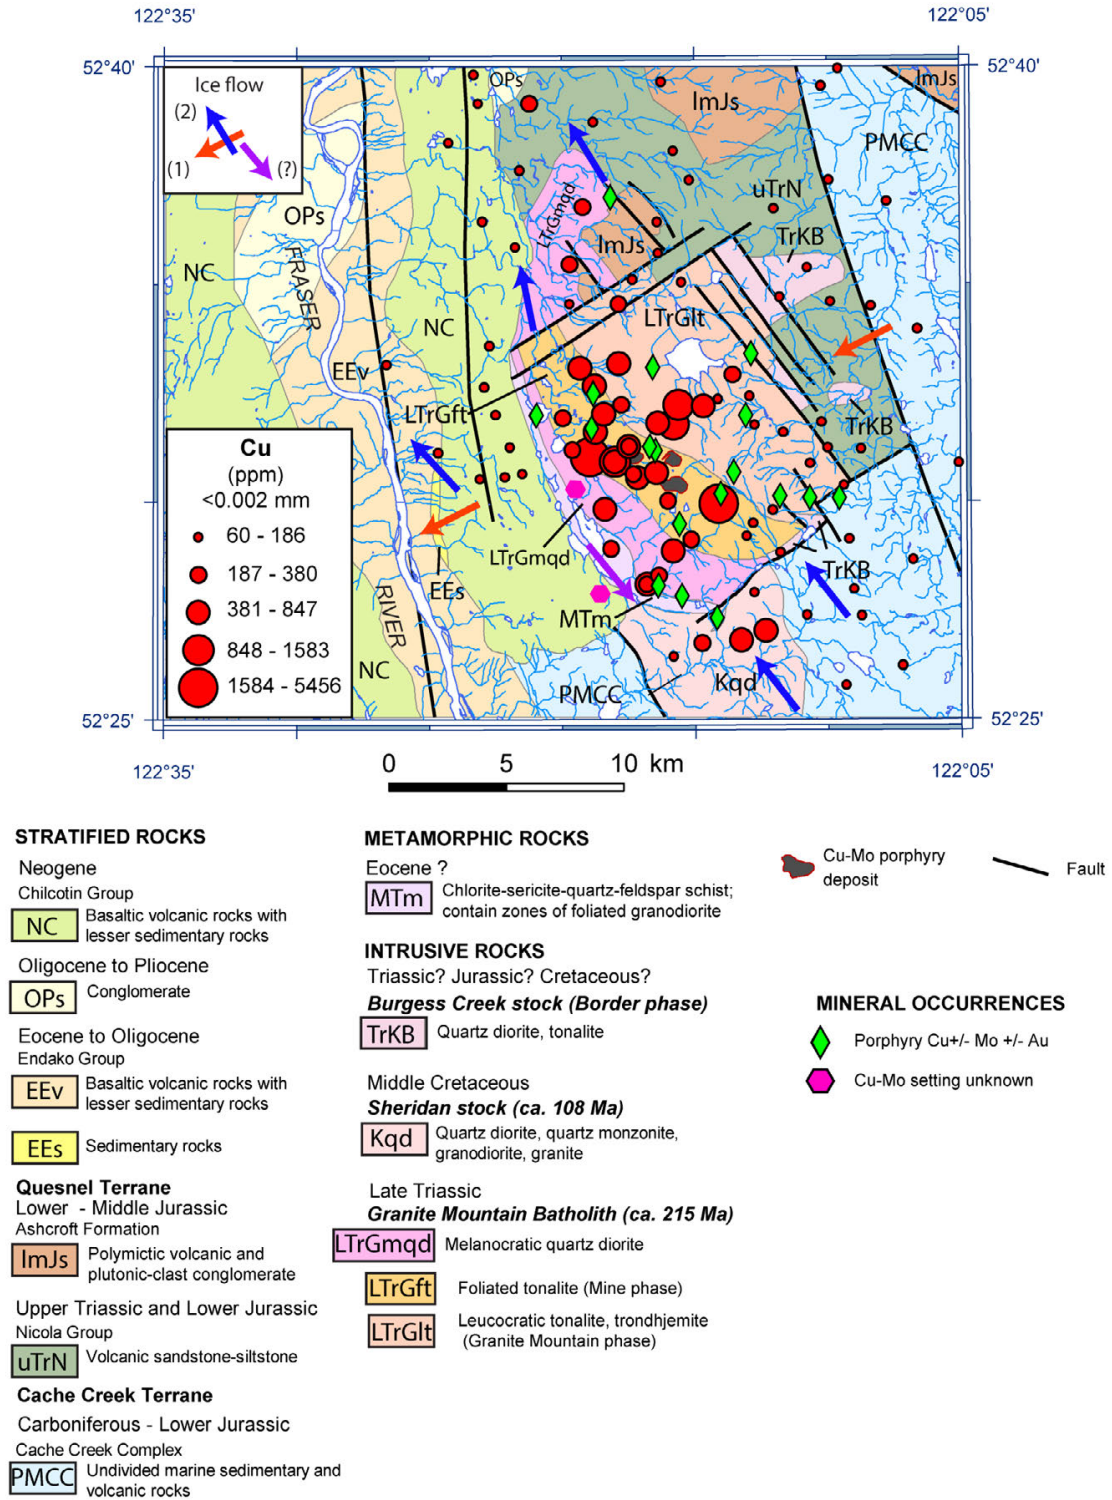 122°35'
122°05'
52°40'
52°40'
Ice flow
(2)
(1)
(?)
OPs
lmJs
lmJs
PMCC
LTrGmqd
uTrN
OPs
TrKB
lmJs
NC
FRASER
NC
LTrGlt
EEv
LTrGft
TrKB
Cu
(ppm)
<0.002 mm
60 - 186
187 - 380
381 - 847
848 - 1583
1584 - 5456
LTrGmqd
EEs
TrKB
RIVER
MTm
NC
PMCC
Kqd
52°25'
52°25'
122°35'
122°05'
0 5 10 km
STRATIFIED ROCKS
Neogene
Chilcotin Group
NC
Basaltic volcanic rocks with
lesser sedimentary rocks
Oligocene to Pliocene
OPs
Conglomerate
Eocene to Oligocene
Endako Group
EEv
Basaltic volcanic rocks with
lesser sedimentary rocks
EEs
Sedimentary rocks
Quesnel Terrane
Lower - Middle Jurassic
Ashcroft Formation
lmJs
Polymictic volcanic and
plutonic-clast conglomerate
Upper Triassic and Lower Jurassic
Nicola Group
uTrN
Volcanic sandstone-siltstone
Cache Creek Terrane
Carboniferous - Lower Jurassic
Cache Creek Complex
PMCC
Undivided marine sedimentary and
volcanic rocks
METAMORPHIC ROCKS
Eocene ?
MTm
Chlorite-sericite-quartz-feldspar schist;
contain zones of foliated granodiorite
INTRUSIVE ROCKS
Triassic? Jurassic? Cretaceous?
Burgess Creek stock (Border phase)
TrKB
Quartz diorite, tonalite
Middle Cretaceous
Sheridan stock (ca. 108 Ma)
Kqd
Quartz diorite, quartz monzonite,
granodiorite, granite
Late Triassic
Granite Mountain Batholith (ca. 215 Ma)
LTrGmqd
Melanocratic quartz diorite
LTrGft
Foliated tonalite (Mine phase)
LTrGlt
Leucocratic tonalite, trondhjemite
(Granite Mountain phase)
Cu-Mo porphyry
deposit
Fault
MINERAL OCCURRENCES
Porphyry Cu+/- Mo +/- Au
Cu-Mo setting unknown